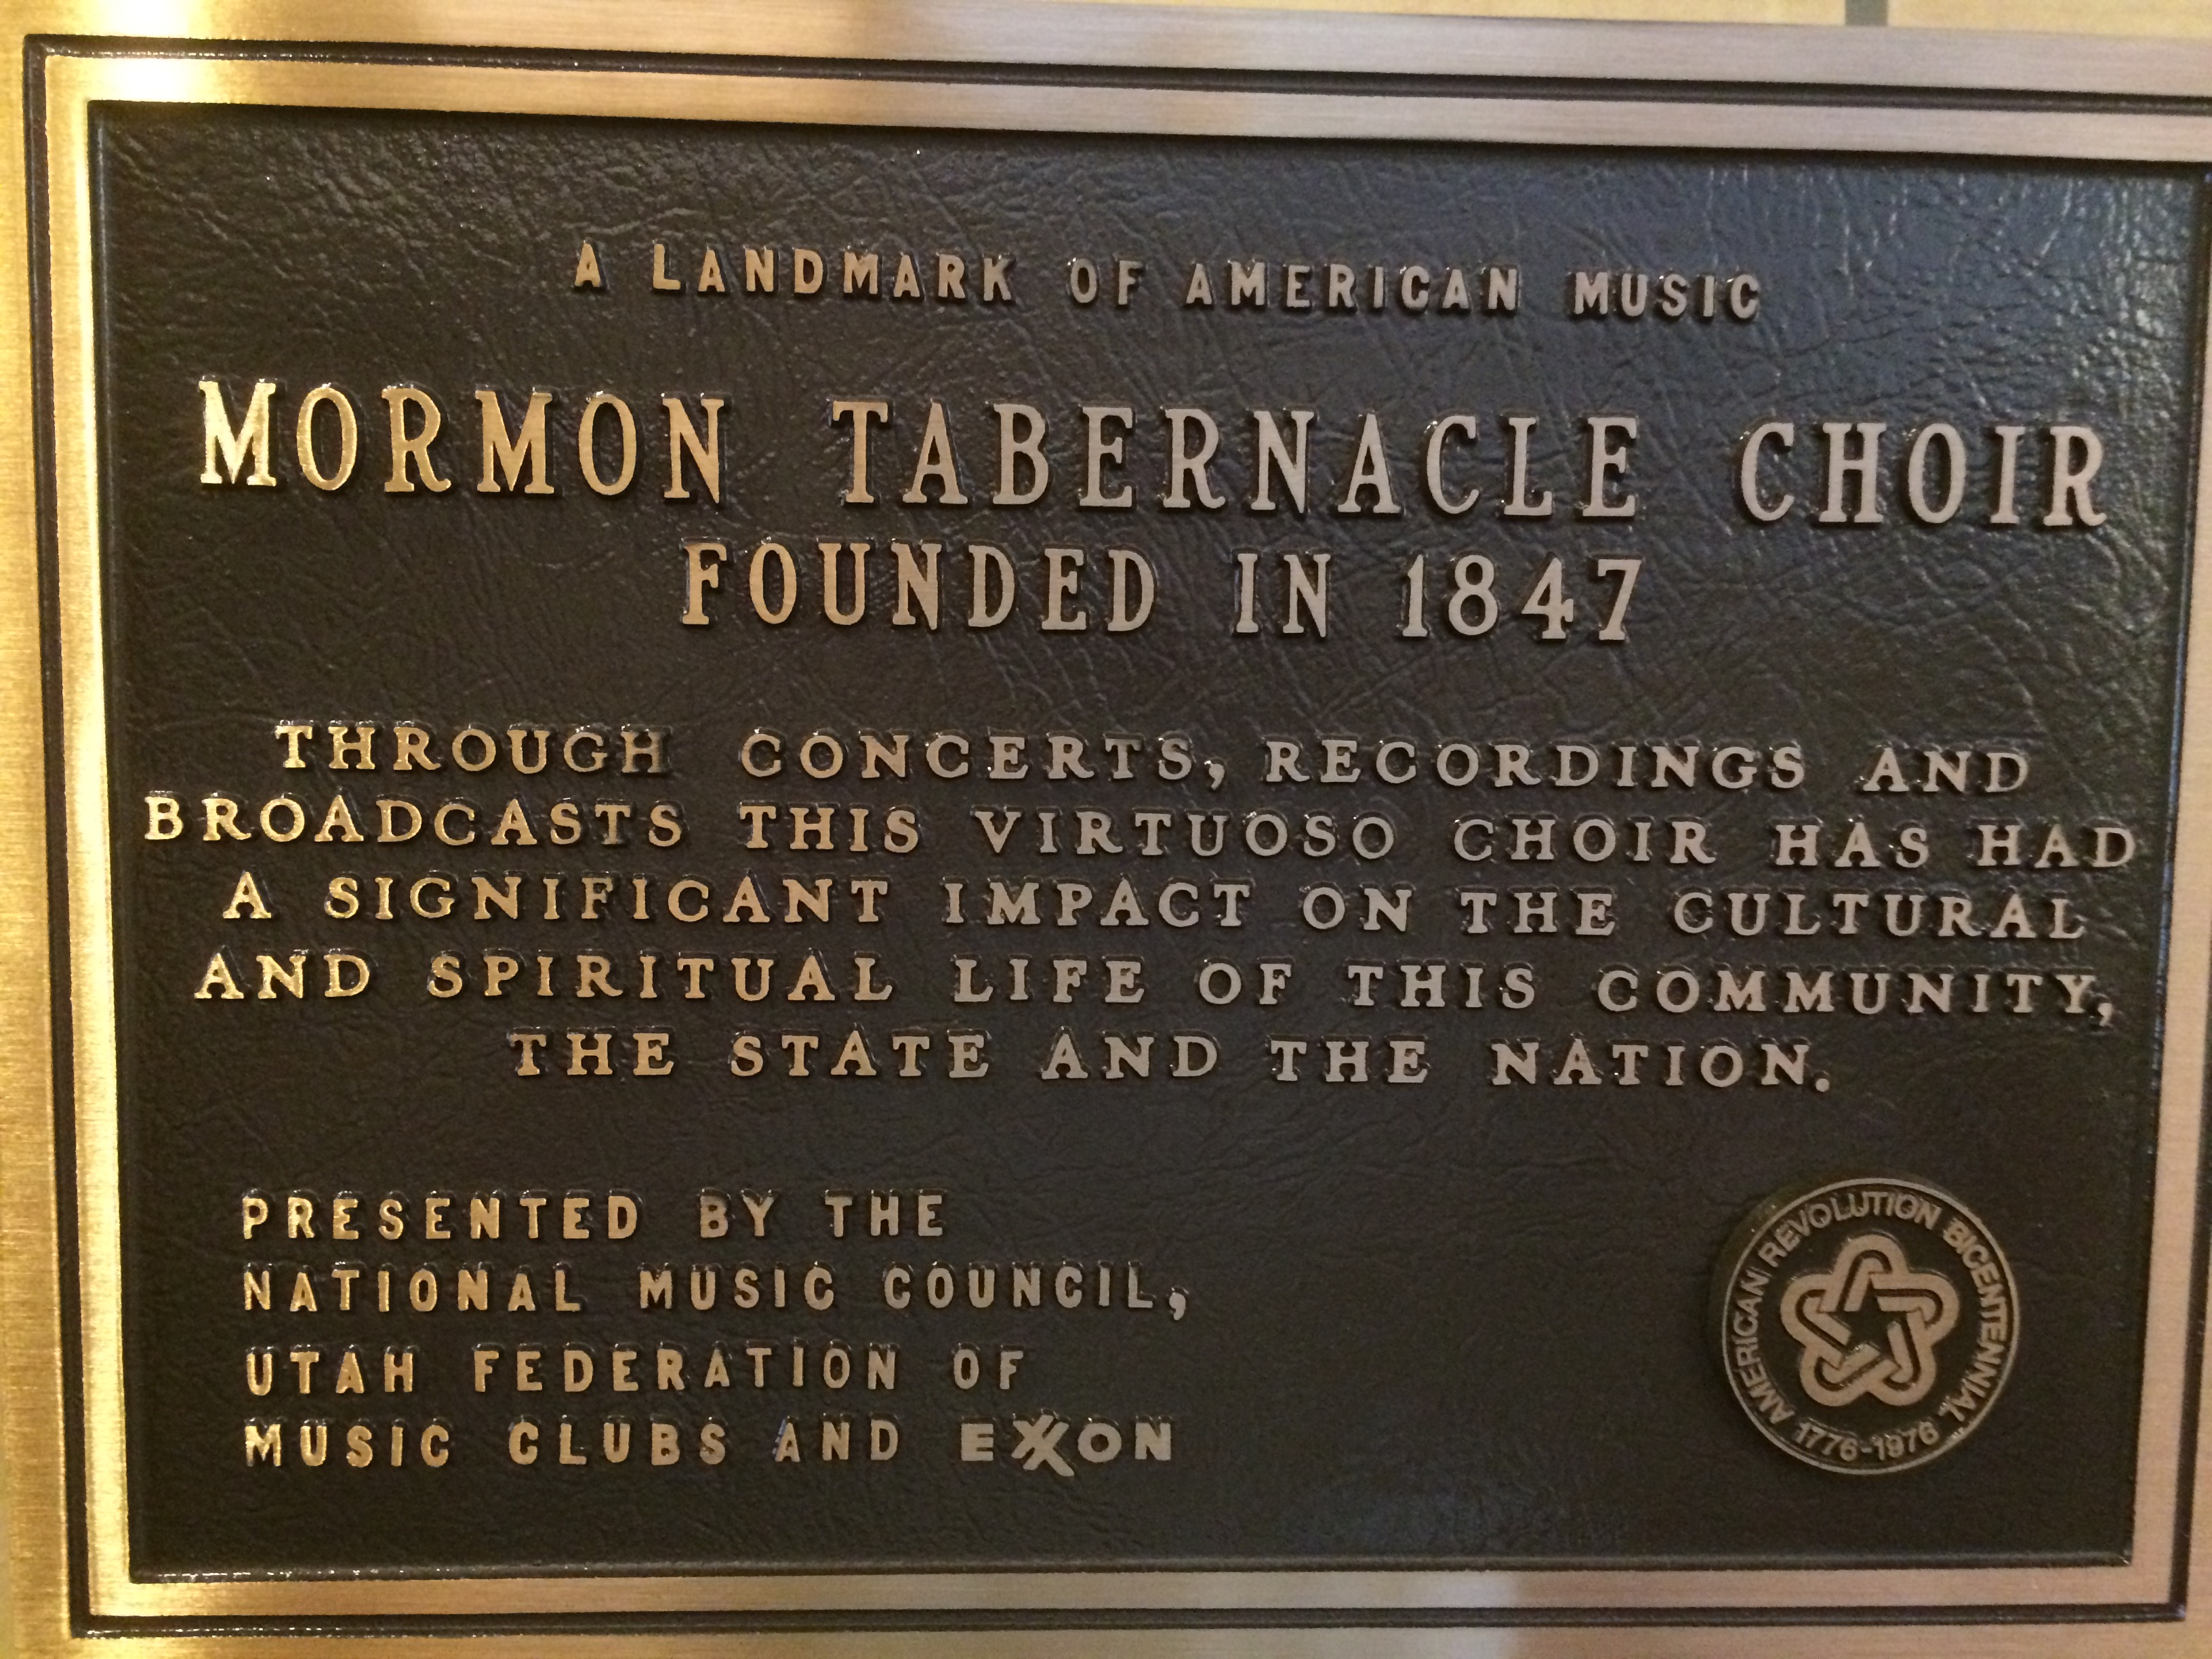 A LANDMARK OF AMERICAN MUSIC
MORMON TABERNACLE CHOIR
FOUNDED IN 1847
THROUGH CONCERTS, RECORDINGS AND
BROADCASTS THIS VIRTUOSO CHOIR HAS HAD
A SIGNIFICANT IMPACT ON THE CULTURAL
AND SPIRITUAL LIFE OF THIS COMMUNITY,
THE STATE AND THE NATION.
PRESENTED BY THE
NATIONAL MUSIC COUNCIL,
UTAH FEDERATION OF
MUSIC CLUBS AND EXXON
AMERICAN REVOLUTION BICENTENNIAL
1776-1976